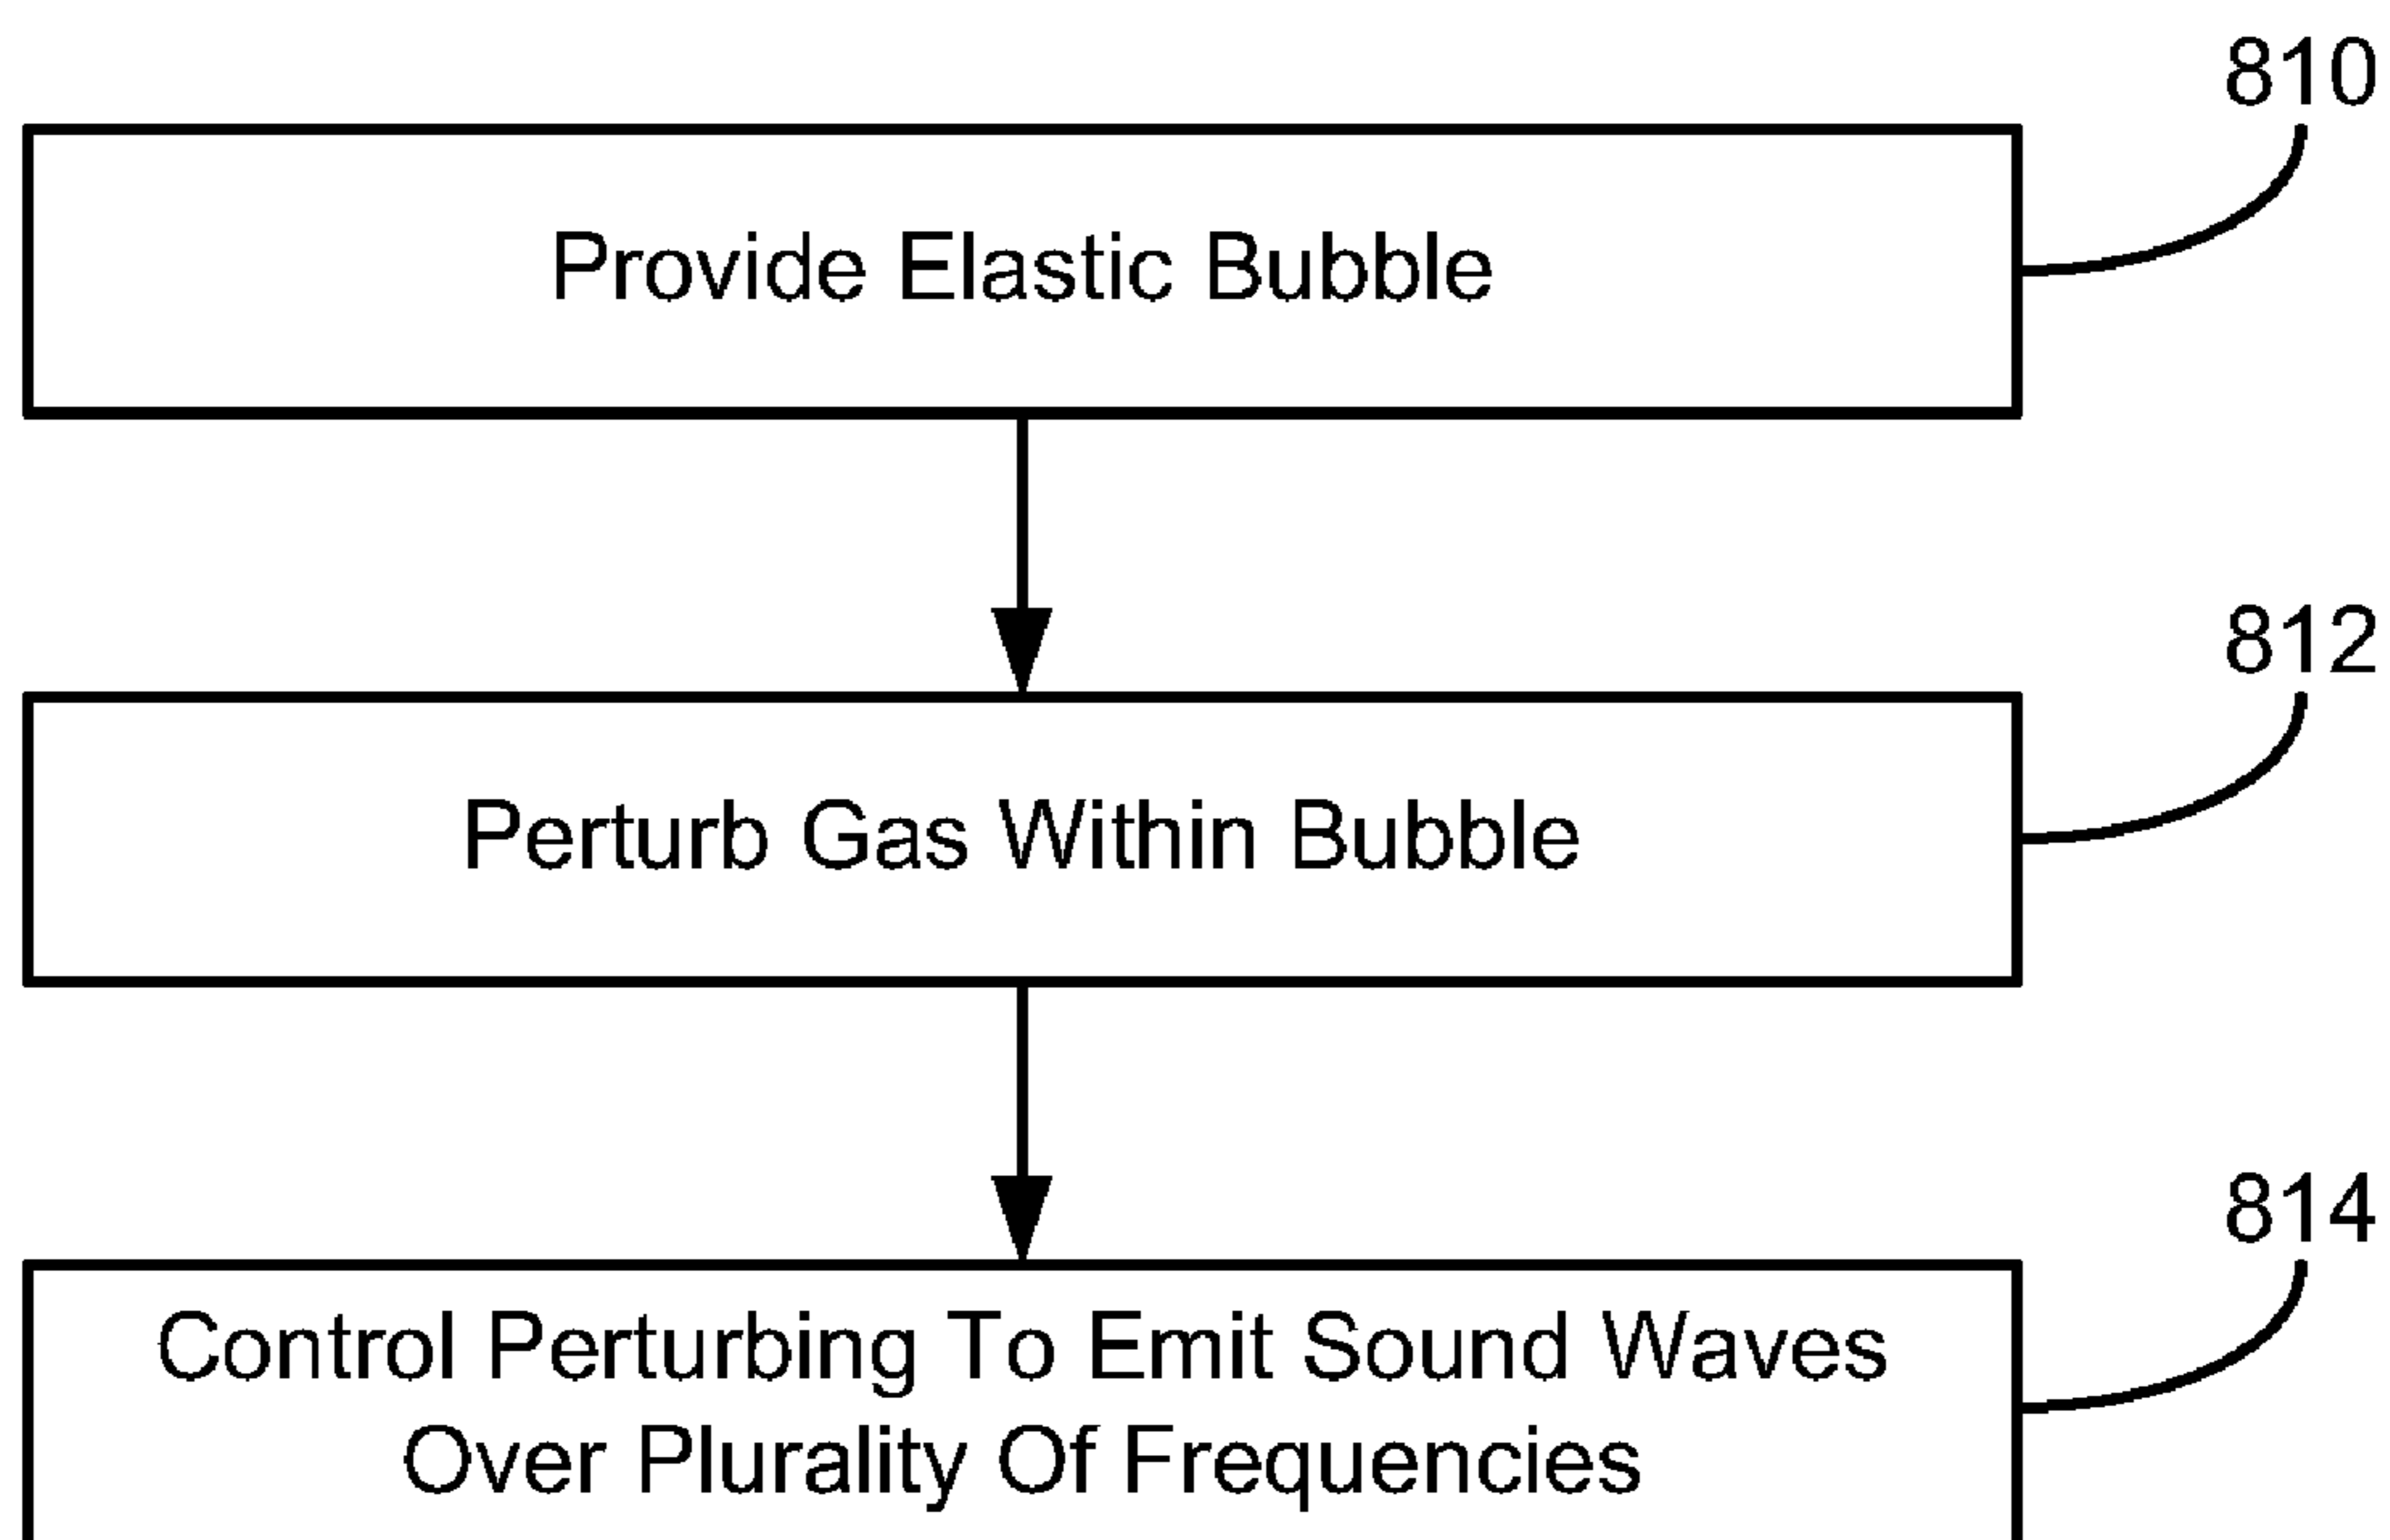 810
Provide Elastic Bubble
812
Perturb Gas Within Bubble
814
Control Perturbing To Emit Sound Waves
Over Plurality Of Frequencies